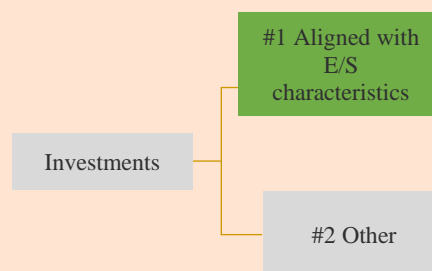 #1 Aligned with
E/S
characteristics
Investments
#2 Other